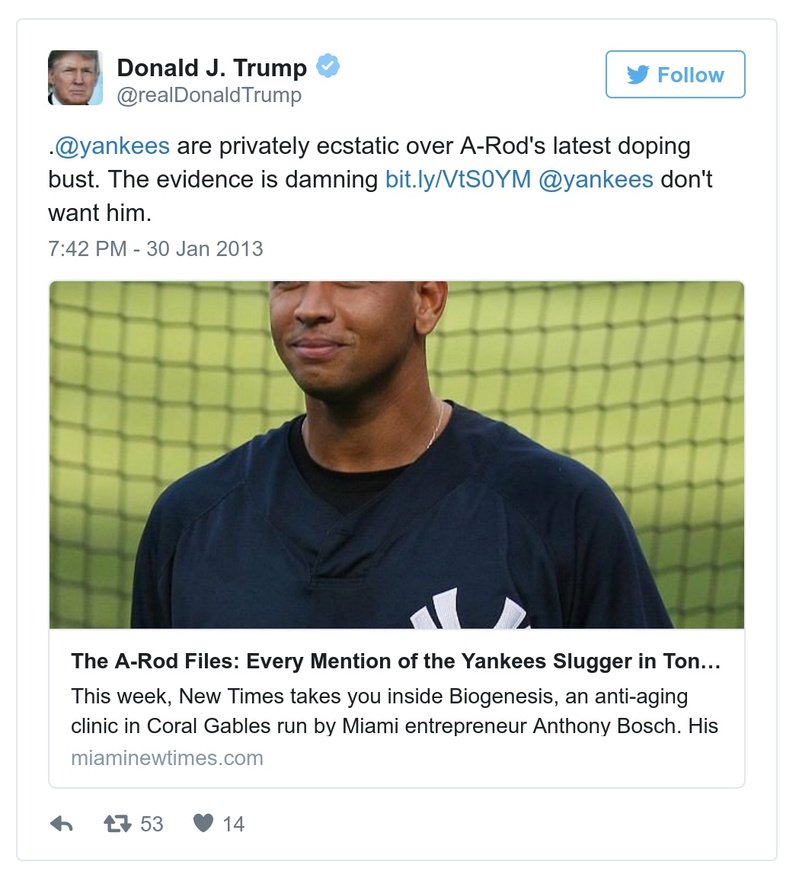 Donald J. Trump
@realDonaldTrump
Follow
.@yankees are privately ecstatic over A-Rod's latest doping
bust. The evidence is damning bit.ly/VtS0YM @yankees don't
want him.
7:42 PM - 30 Jan 2013
The A-Rod Files: Every Mention of the Yankees Slugger in Ton…
This week, New Times takes you inside Biogenesis, an anti-aging
clinic in Coral Gables run by Miami entrepreneur Anthony Bosch. His
miaminewtimes.com
53 14